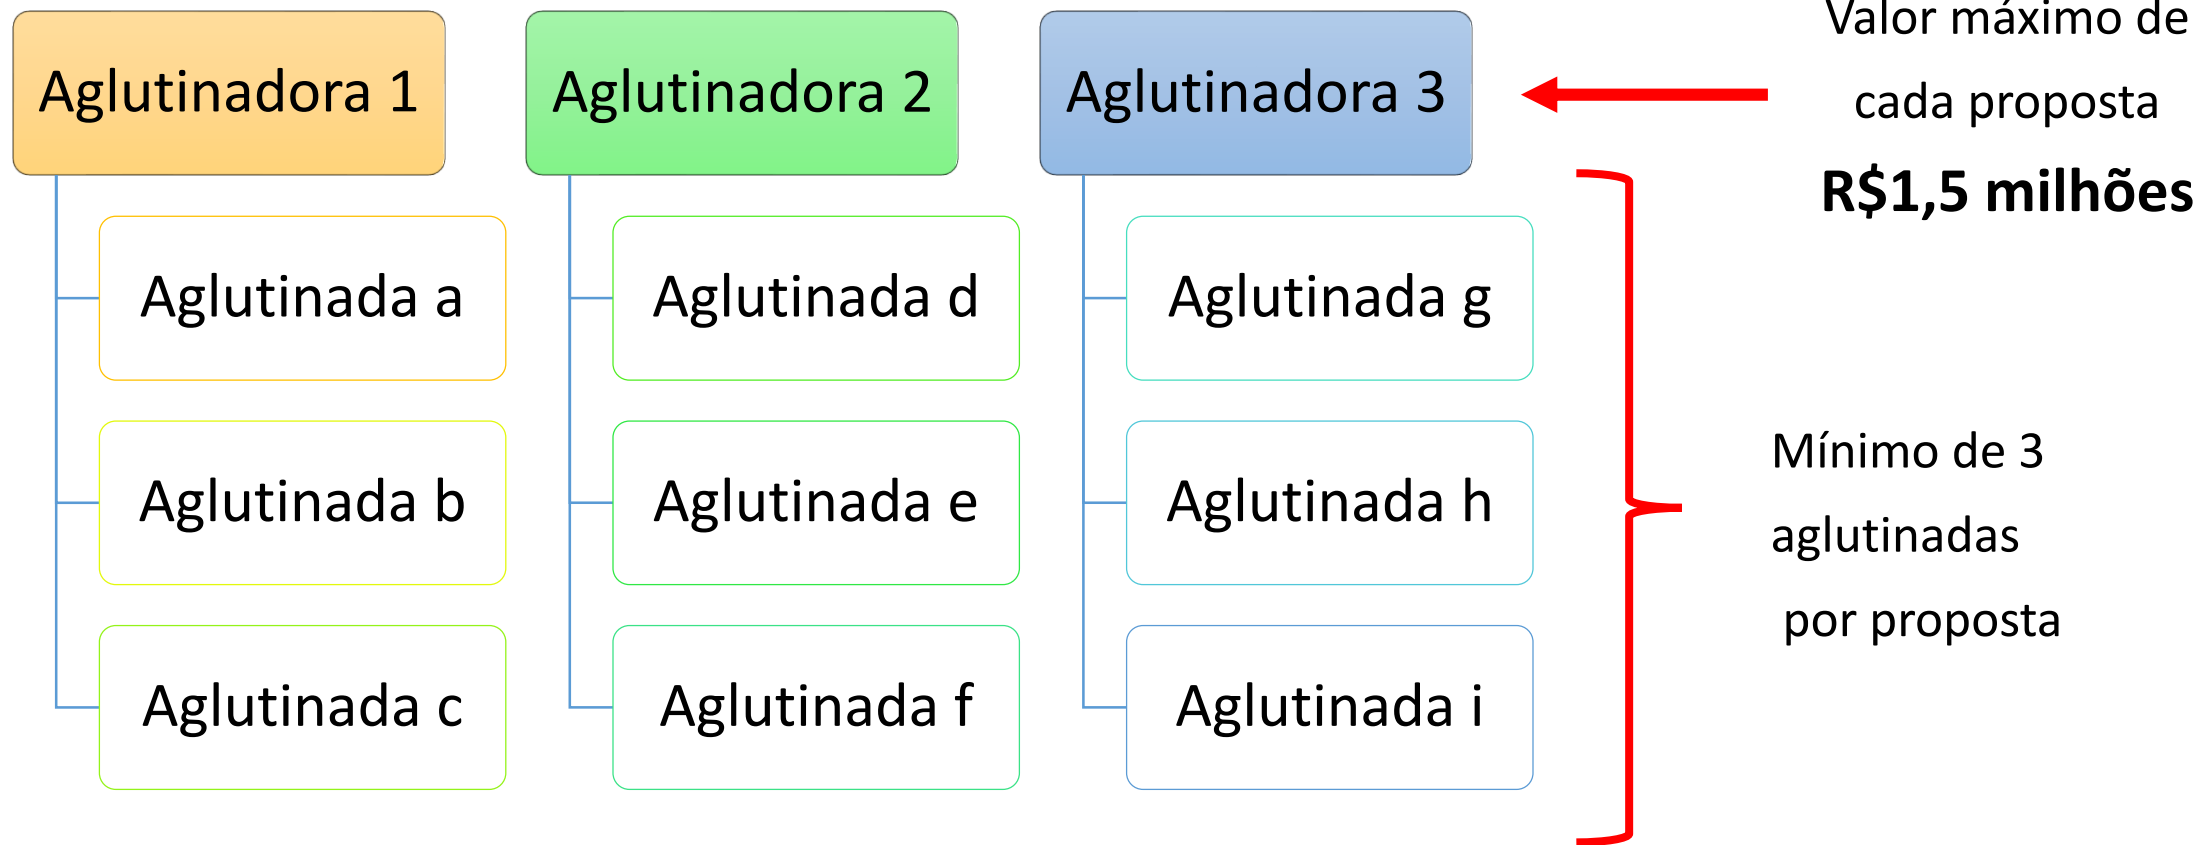 Aglutinadora 1
Aglutinada a
Aglutinada b
Aglutinada c
Aglutinadora 2
Aglutinada d
Aglutinada e
Aglutinada f
Aglutinadora 3
Aglutinada g
Aglutinada h
Aglutinada i
Valor máximo de
cada proposta
R$1,5 milhões
Mínimo de 3
aglutinadas
por proposta